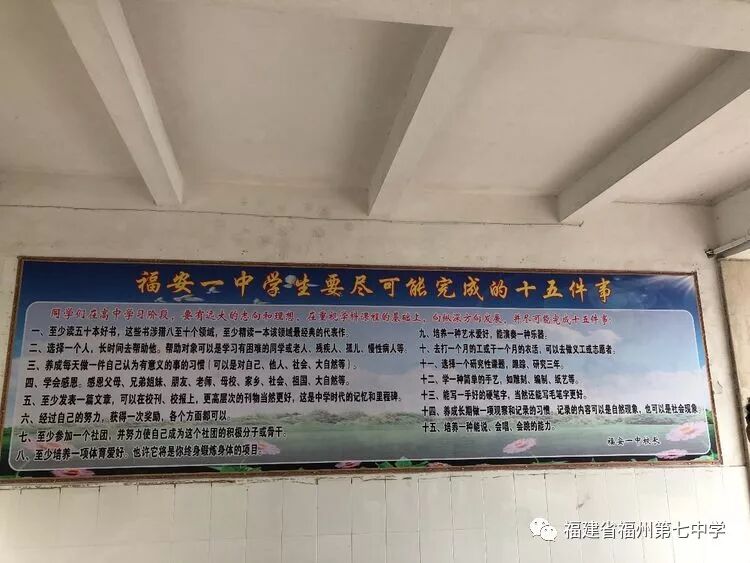 福安一中学生要尽可能完成的十五件事
同学们在高中学习阶段，要有远大的志向和理想，在重视学科课程的基础上，向纵深方向发展，并尽可能完成十五件事
一、至少读五十本好书，这些书涉猎八至十个领域，至少精读一本该领域最经典的代表作。
二、选择一个人，长时间去帮助他。帮助对象可以是学习有困难的同学或老人、残疾人、孤儿、慢性病人等。
三、养成每天做一件自己认为有意义的事的习惯（可以是对自己、他人、社会、大自然等）。
四、学会感恩。感恩父母、兄弟姐妹、朋友、老师、母校、家乡、社会、祖国、大自然等。
五、至少发表一篇文章，可以在校刊、校报上，更高层次的刊物当然更好，这是中学时代的记忆和里程碑。
六、经过自己的努力，获得一次奖励，各个方面都可以。
七、至少参加一个社团，并努力使自己成为这个社团的积极分子或骨干。
八、至少培养一项体育爱好。也许它将是你终身锻炼身体的项目。
九、培养一种艺术爱好，能演奏一种乐器。
十、去打一个月的工或干一个月的农活，可以去做义工或志愿者。
十一、选择一个研究性课题，跟踪、研究三年。
十二、学一种简单的手艺，如雕刻、编制、纸艺等。
十三、能写一手好的硬笔字，当然还能写毛笔字更好。
十四、养成长期做一项观察和记录的习惯，记录的内容可以是自然现象，也可以是社会现象。
十五、培养一种能说、会唱、会跳的能力。
福安一中校长
福建省福州第七中学